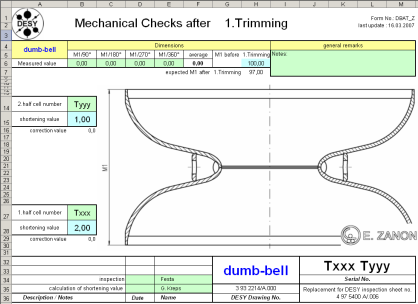 A B C D E F G H I J K L M
DESY
Mechanical Checks after 1.Trimming
Form No.: DBAT_Z
last update : 16.03.2007
dumb-bell
Dimensions
general remarks
M1/90° M1/180° M1/270° M1/360° average M1 before 1.Trimming
Notes:
Measured value 0,00 0,00 0,00 0,00 0,00 100,00
expected M1 after 1.Trimming 97,00
2.half cell number Tyyy
shortening value 1,00
correction value 0,0
M1
1.half cell number Txxx
shortening value 2,00
correction value 0,0
E. ZANON
inspection Festa
dumb-bell
Txxx Tyyy
Serial No.
calculation of shortening value G. Kreps
3 93 2214/A.000
Replacement for DESY inspection sheet no.
4 97 5400 A/.006
Description / Notes Date Name DESY Drawing No.